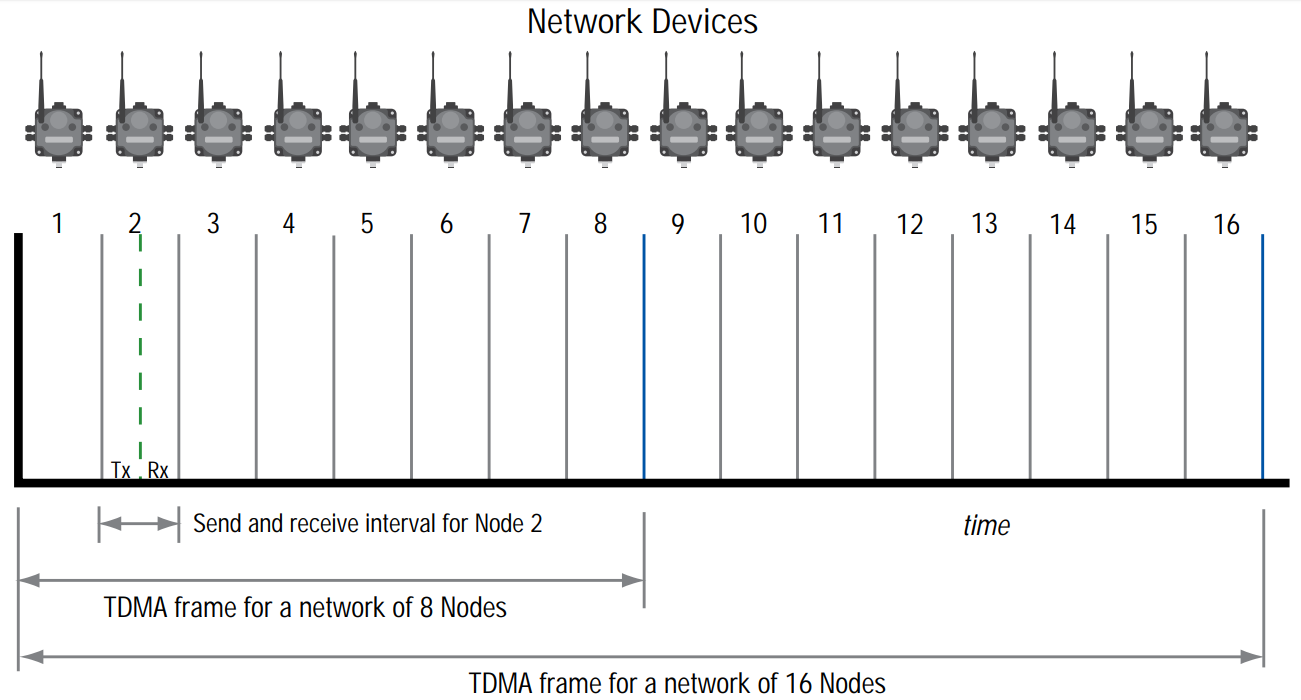 Network Devices
1 2 3 4 5 6 7 8 9 10 11 12 13 14 15 16
Tx Rx
Send and receive interval for Node 2
time
TDMA frame for a network of 8 Nodes
TDMA frame for a network of 16 Nodes